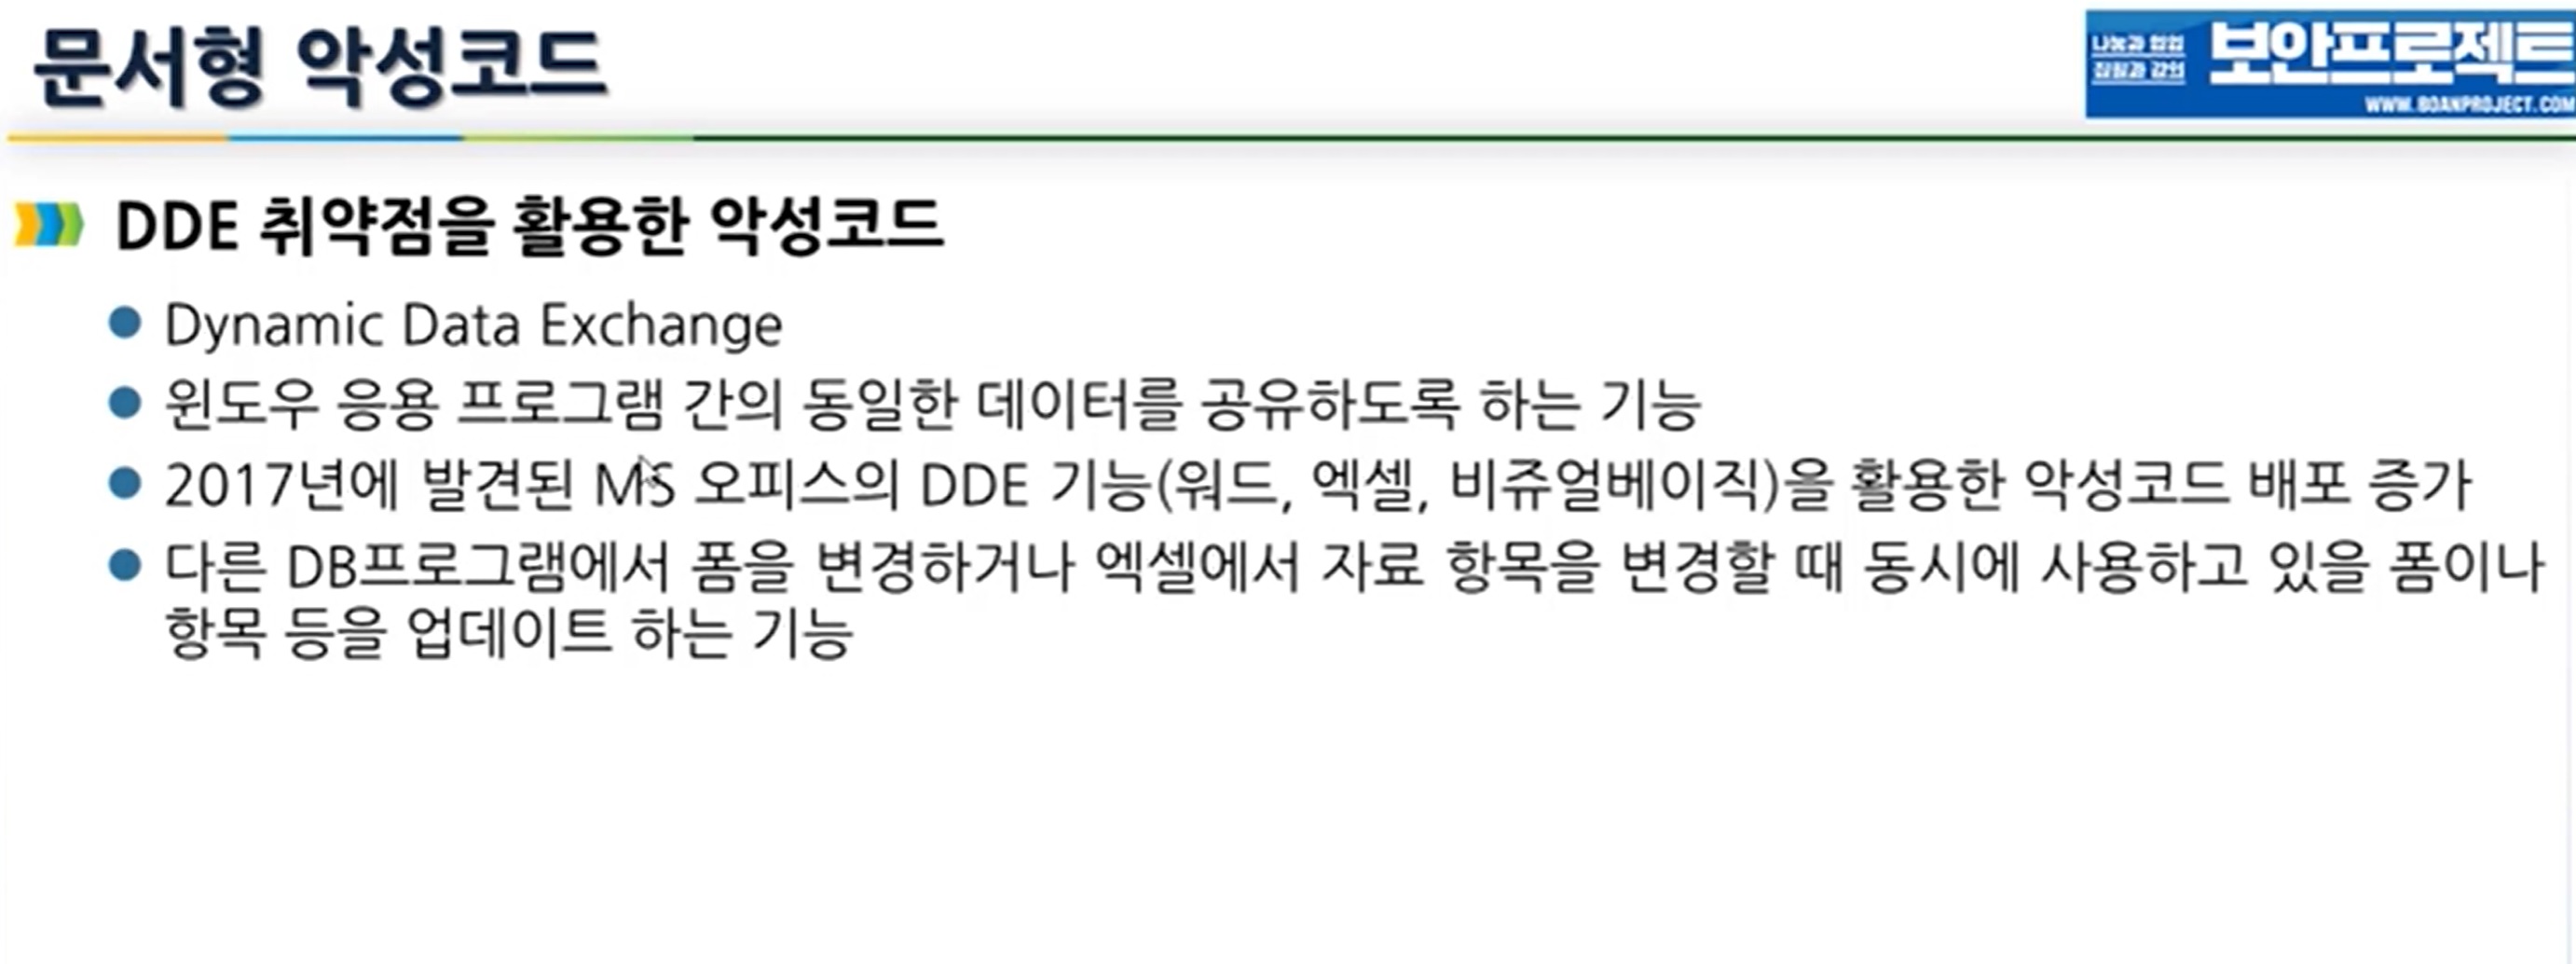 문서형 악성코드
나눔과 협업
집필과 강의
보안프로젝트
WWW.BOANPROJECT.COM
DDE 취약점을 활용한 악성코드
Dynamic Data Exchange
윈도우 응용 프로그램 간의 동일한 데이터를 공유하도록 하는 기능
2017년에 발견된 MS 오피스의 DDE 기능(워드, 엑셀, 비쥬얼베이직)을 활용한 악성코드 배포 증가
다른 DB프로그램에서 폼을 변경하거나 엑셀에서 자료 항목을 변경할 때 동시에 사용하고 있을 폼이나
항목 등을 업데이트 하는 기능